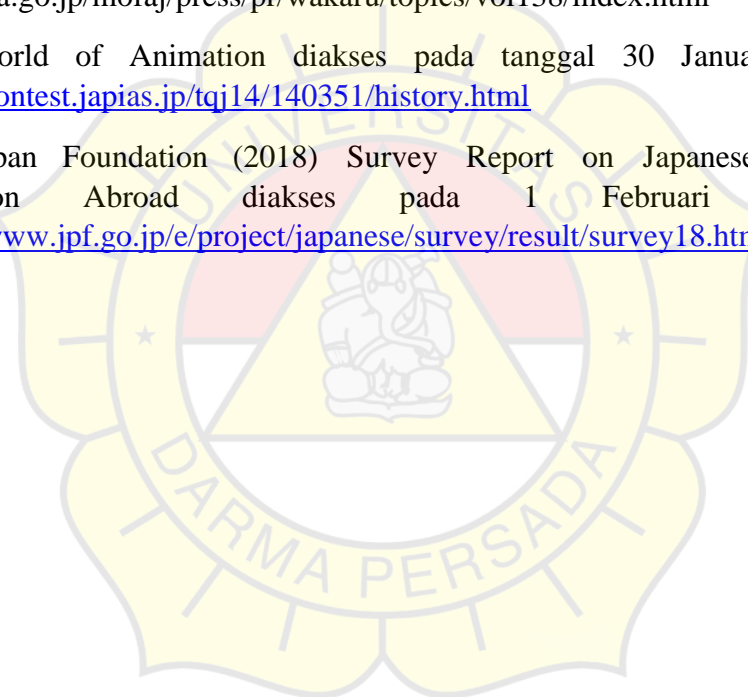 a.go.jp/mofaj/press/pr/wakaru/topics/vol138/index.html
orld of Animation diakses pada tanggal 30 Janua
ontest.japias.jp/tqj14/140351/history.html
pan Foundation (2018) Survey Report on Japanese
on Abroad diakses pada 1 Februari
www.jpf.go.jp/e/project/japanese/survey/result/survey18.htm
UNIVERSITAS
DARMA PERSADA